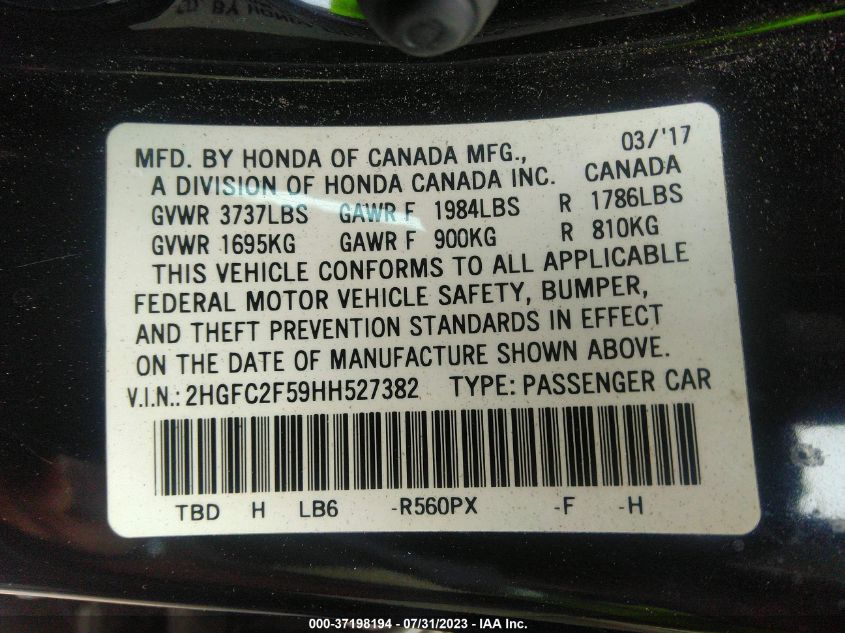 BY HONDA
03/'17
MFD. BY HONDA OF CANADA MFG.,
A DIVISION OF HONDA CANADA INC. CANADA
GVWR 3737LBS GAWR F 1984LBS R 1786LBS
GVWR 1695KG GAWR F 900KG R 810KG
THIS VEHICLE CONFORMS TO ALL APPLICABLE
FEDERAL MOTOR VEHICLE SAFETY, BUMPER,
AND THEFT PREVENTION STANDARDS IN EFFECT
ON THE DATE OF MANUFACTURE SHOWN ABOVE.
V.I.N.: 2HGFC2F59HH527382 TYPE: PASSENGER CAR
TBD H LB6 -R560PX -F -H
000-37198194 - 07/31/2023 - IAA Inc.